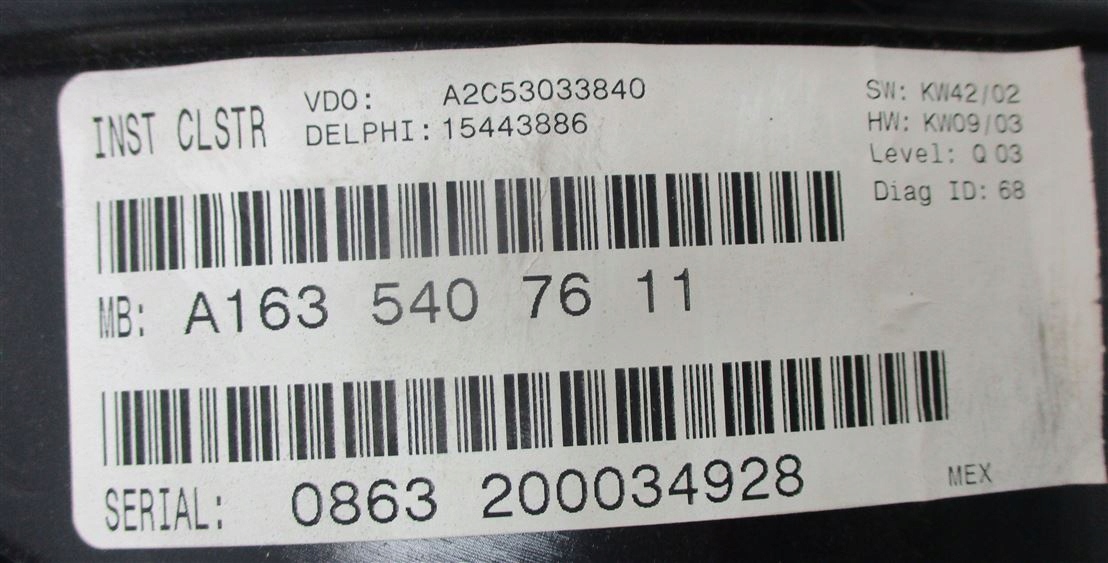 INST CLSTR
VDO: A2C53033840
DELPHI: 15443886
SW: KW42/02
HW: KW09/03
Level: Q 03
Diag ID: 68
MB: A163 540 76 11
SERIAL: 0863 200034928
MEX